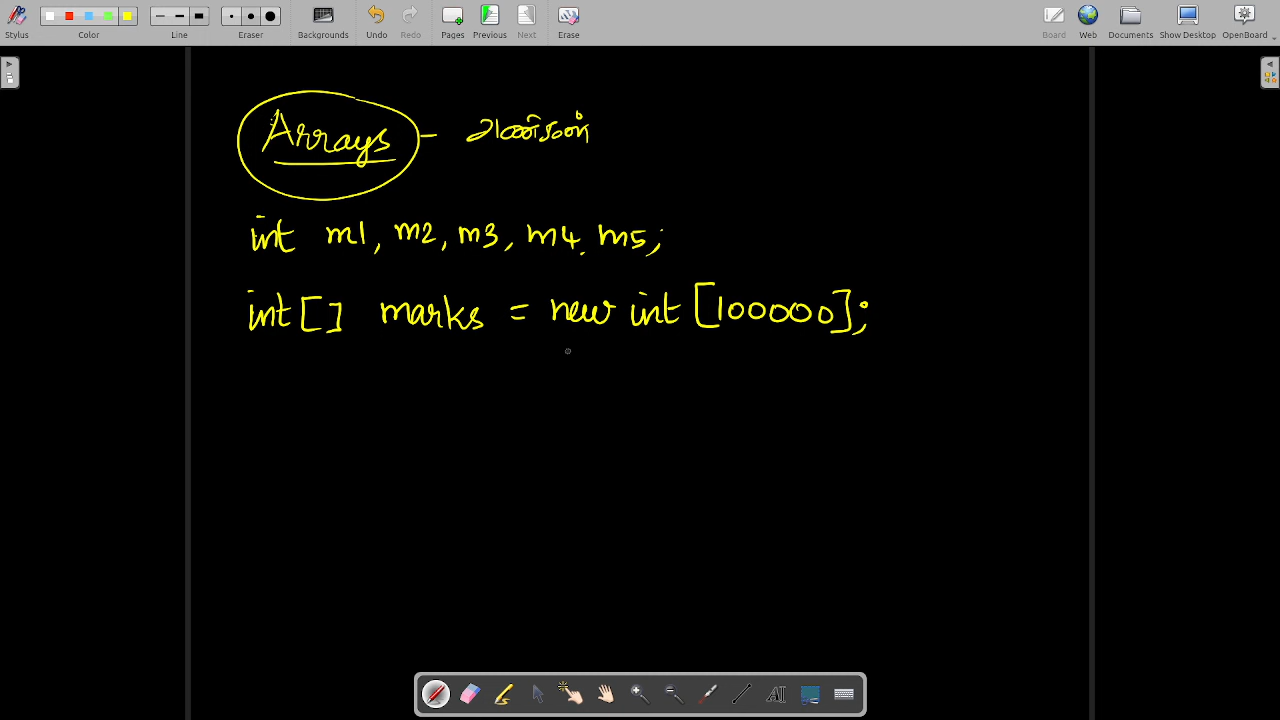 Stylus Color Line Eraser Backgrounds Undo Redo Pages Previous Next Erase Board Web Documents Show Desktop OpenBoard
Arrays -
int m1, m2, m3, m4, m5;
int[] marks = new int [100000];